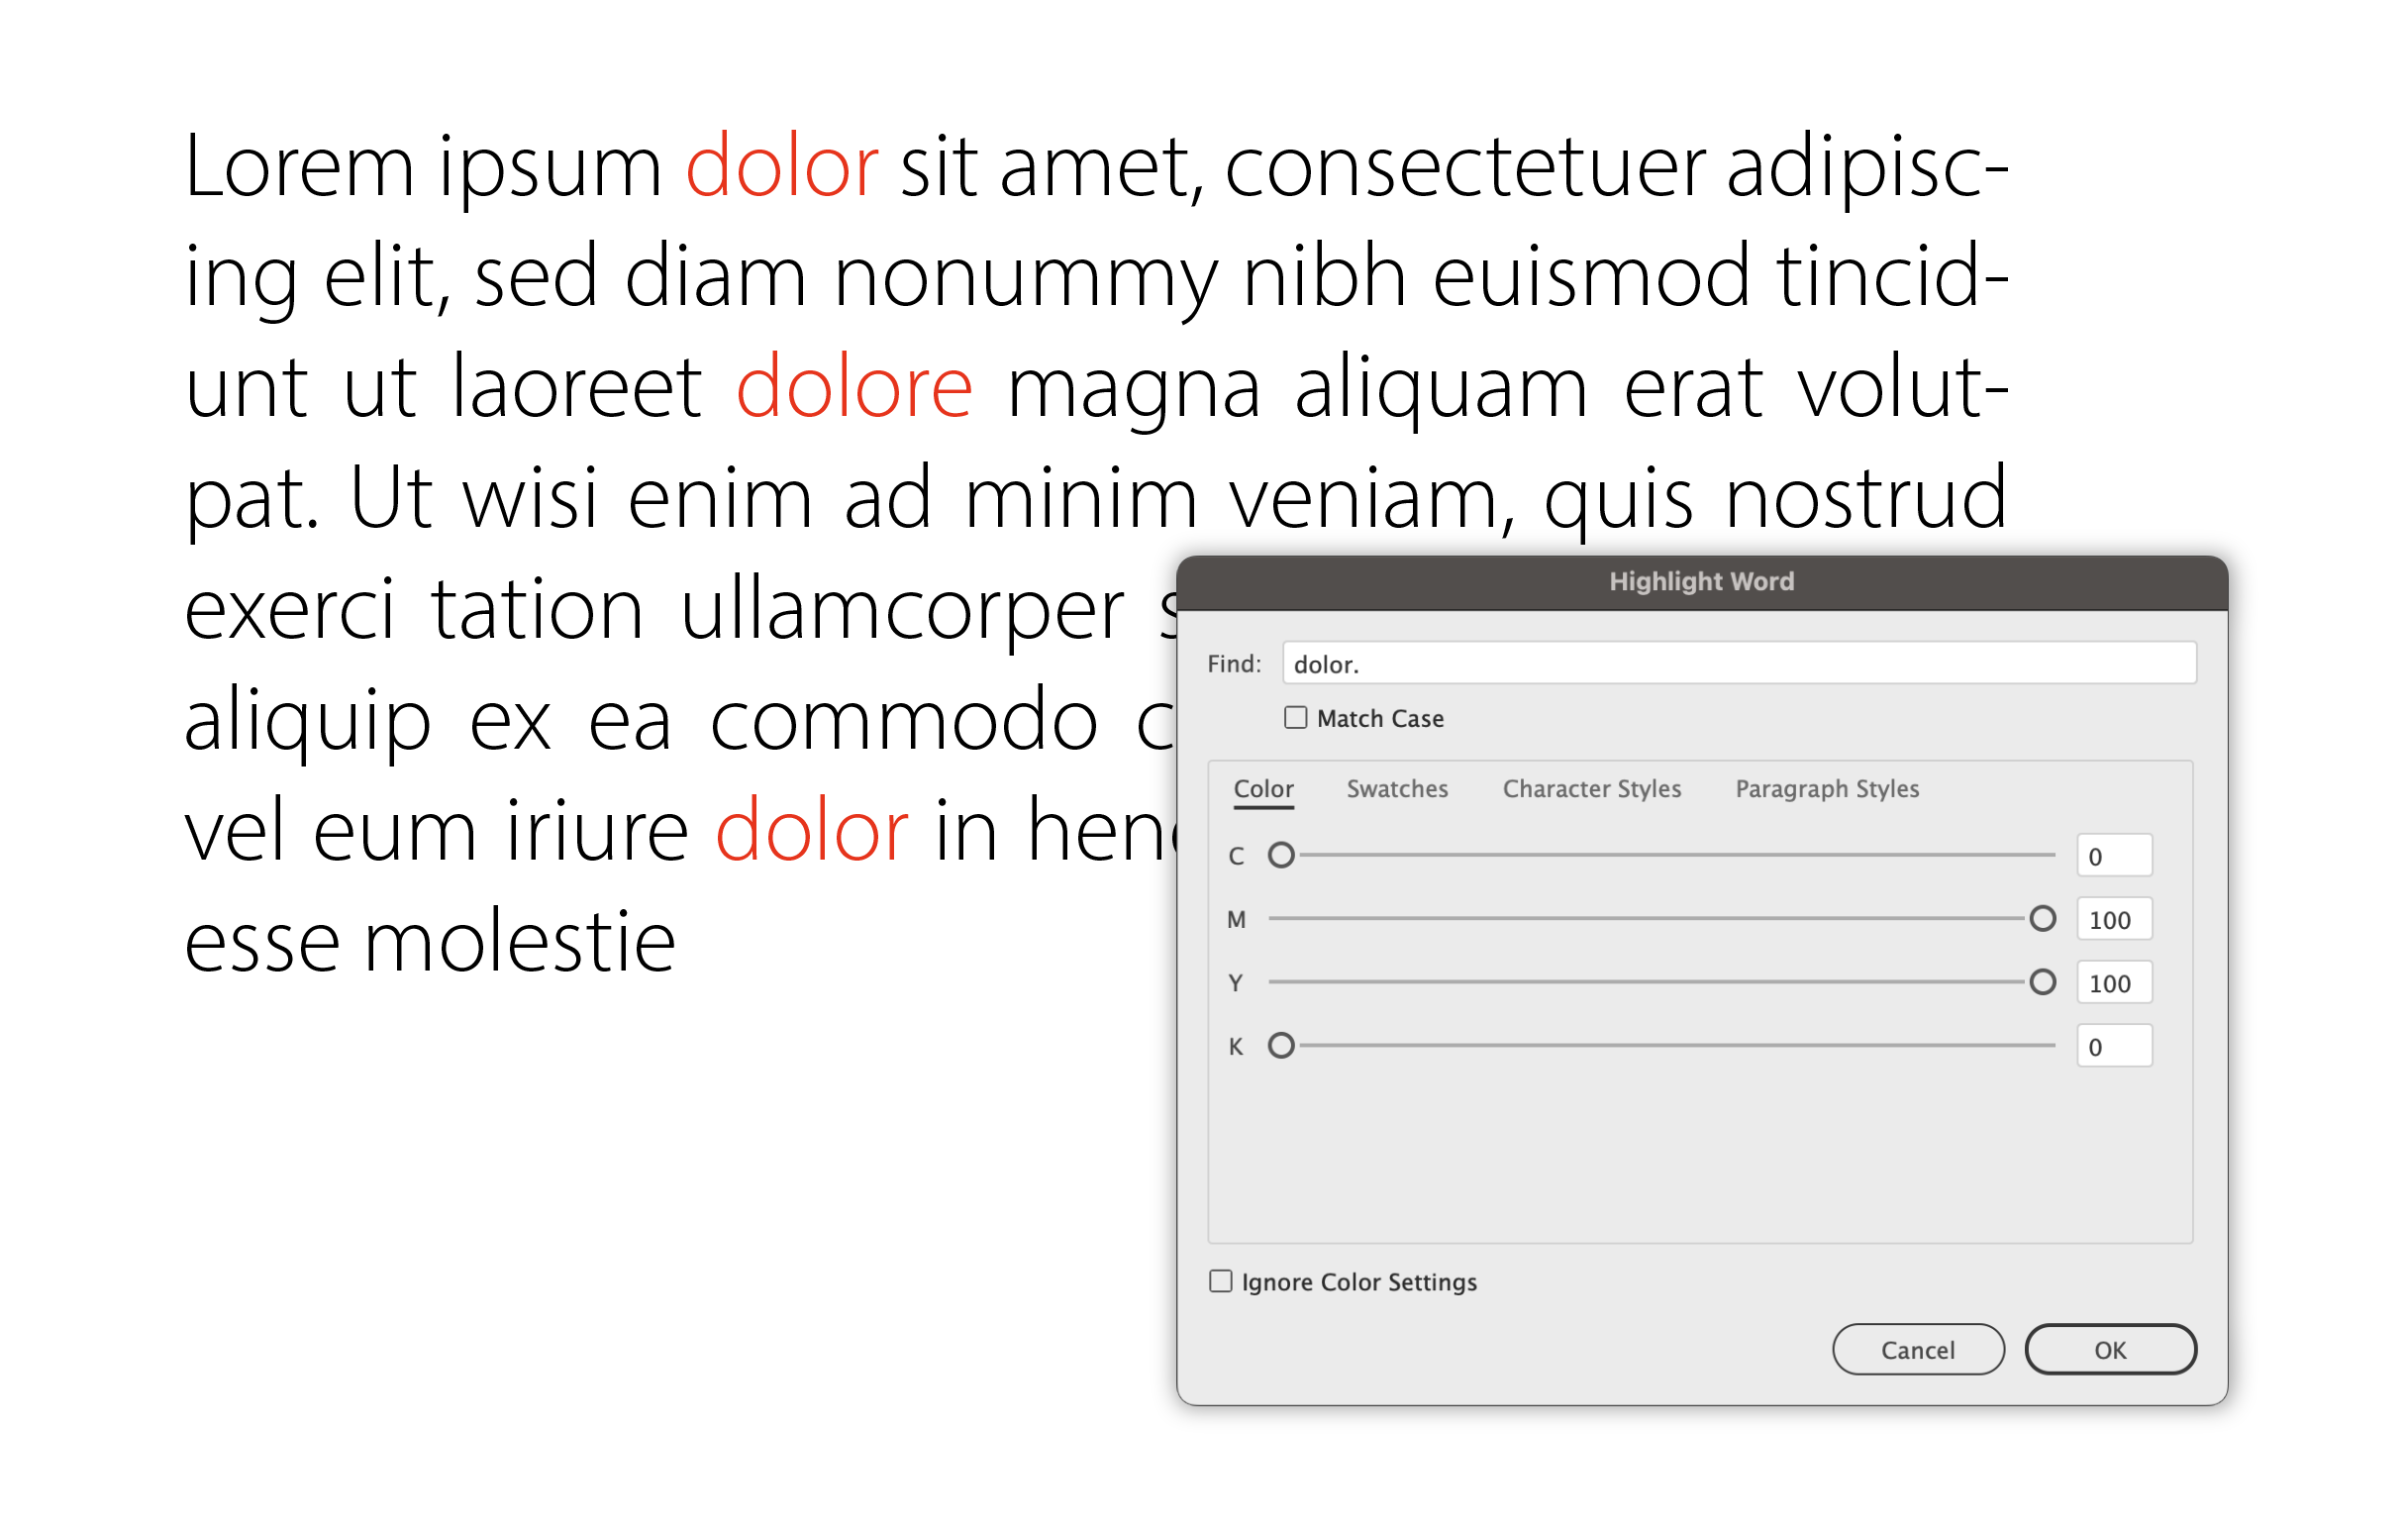 Lorem ipsum dolor sit amet, consectetuer adipisc-
ing elit, sed diam nonummy nibh euismod tincid-
unt ut laoreet dolore magna aliquam erat volut-
pat. Ut wisi enim ad minim veniam, quis nostrud
exerci tation ullamcorper
aliquip ex ea commodo
vel eum iriure dolor in
esse molestie
Highlight Word
Find: dolor.
Match Case
Color Swatches Character Styles Paragraph Styles
C 0
M 100
Y 100
K 0
Ignore Color Settings
Cancel OK